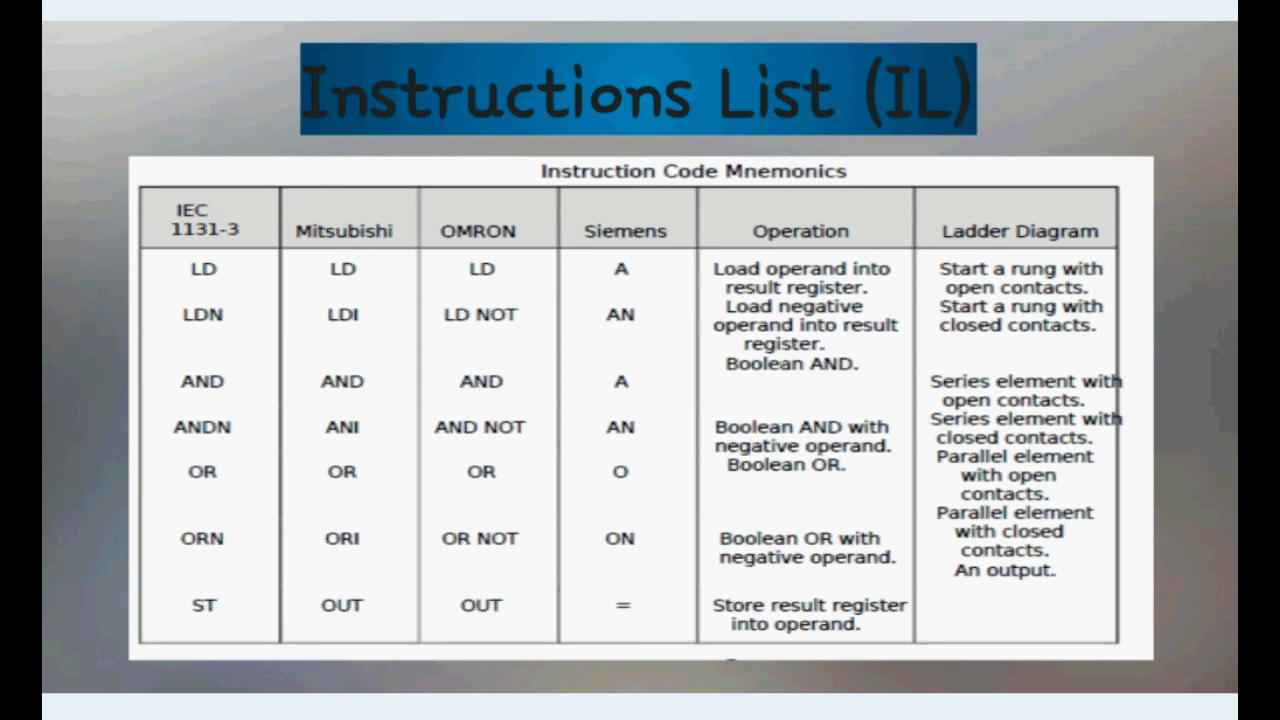 Instructions List (IL)
Instruction Code Mnemonics
IEC
1131-3 Mitsubishi OMRON Siemens Operation Ladder Diagram
LD LD LD A Load operand into Start a rung with
result register. open contacts.
LDN LDI LD NOT AN Load negative Start a rung with
operand into result closed contacts.
register.
Boolean AND.
AND AND AND A Series element with
open contacts.
ANDN ANI AND NOT AN Boolean AND with Series element with
negative operand. closed contacts.
OR OR OR O Boolean OR. Parallel element
with open
contacts.
ORN ORI OR NOT ON Boolean OR with Parallel element
negative operand. with closed
contacts.
An output.
ST OUT OUT = Store result register
into operand.